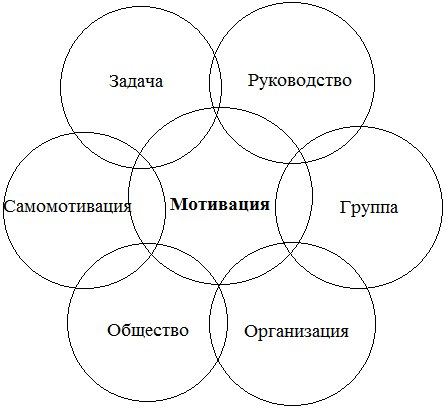 Задача
Руководство
Самомотивация
Мотивация
Группа
Общество
Организация